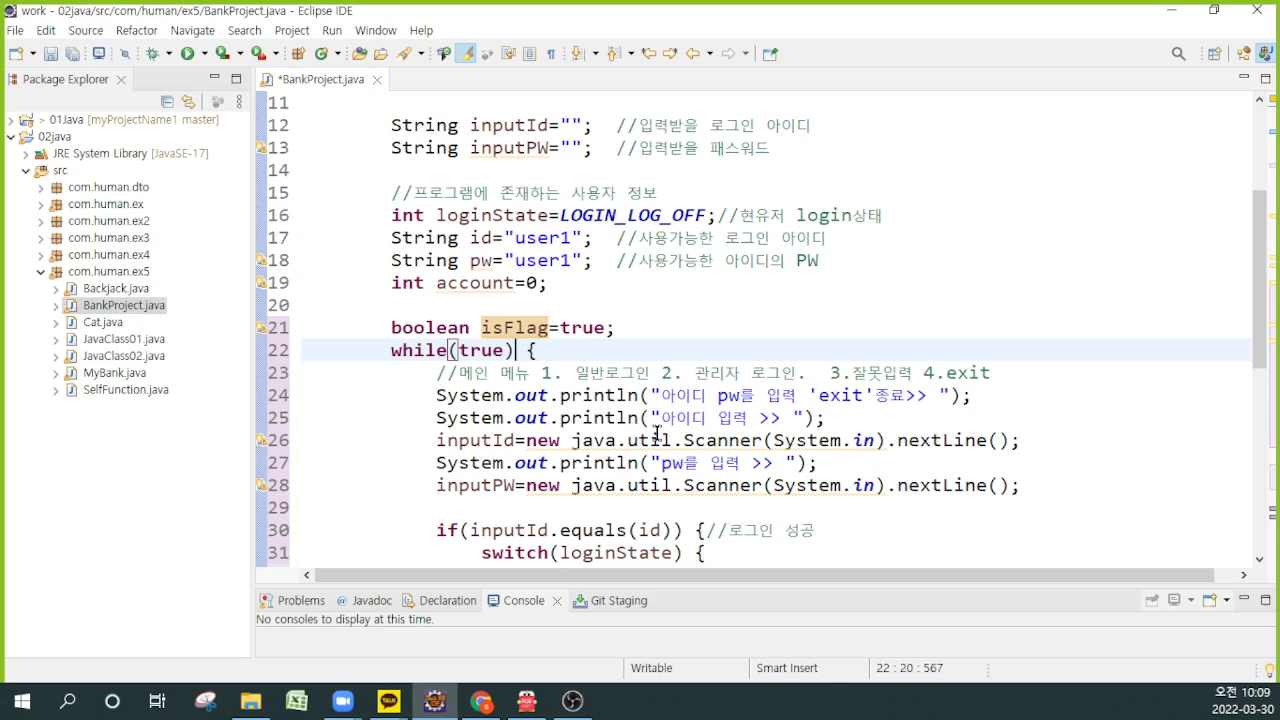 work - 02java/src/com/human/ex5/BankProject.java - Eclipse IDE
File Edit Source Refactor Navigate Search Project Run Window Help
Package Explorer
*BankProject.java
> 01Java [myProjectName1 master]
02java
JRE System Library [JavaSE-17]
src
com.human.dto
com.human.ex
com.human.ex2
com.human.ex3
com.human.ex4
com.human.ex5
Backjack.java
BankProject.java
Cat.java
JavaClass01.java
JavaClass02.java
MyBank.java
SelfFunction.java
11
12 String inputId=""; //입력받을 로그인 아이디
13 String inputPW=""; //입력받을 패스워드
14
15 //프로그램에 존재하는 사용자 정보
16 int loginState=LOGIN_LOG_OFF;//현유저 login상태
17 String id="user1"; //사용가능한 로그인 아이디
18 String pw="user1"; //사용가능한 아이디의 PW
19 int account=0;
20
21 boolean isFlag=true;
22 while(true) {
23 //메인 메뉴 1. 일반로그인 2. 관리자 로그인. 3.잘못입력 4.exit
24 System.out.println("아이디 pw를 입력 'exit'종료>> ");
25 System.out.println("아이디 입력 >> ");
26 inputId=new java.util.Scanner(System.in).nextLine();
27 System.out.println("pw를 입력 >> ");
28 inputPW=new java.util.Scanner(System.in).nextLine();
29
30 if(inputId.equals(id)) {//로그인 성공
31 switch(loginState) {
Problems Javadoc Declaration Console Git Staging
No consoles to display at this time.
Writable Smart Insert 22 : 20 : 567
오전 10:09
2022-03-30